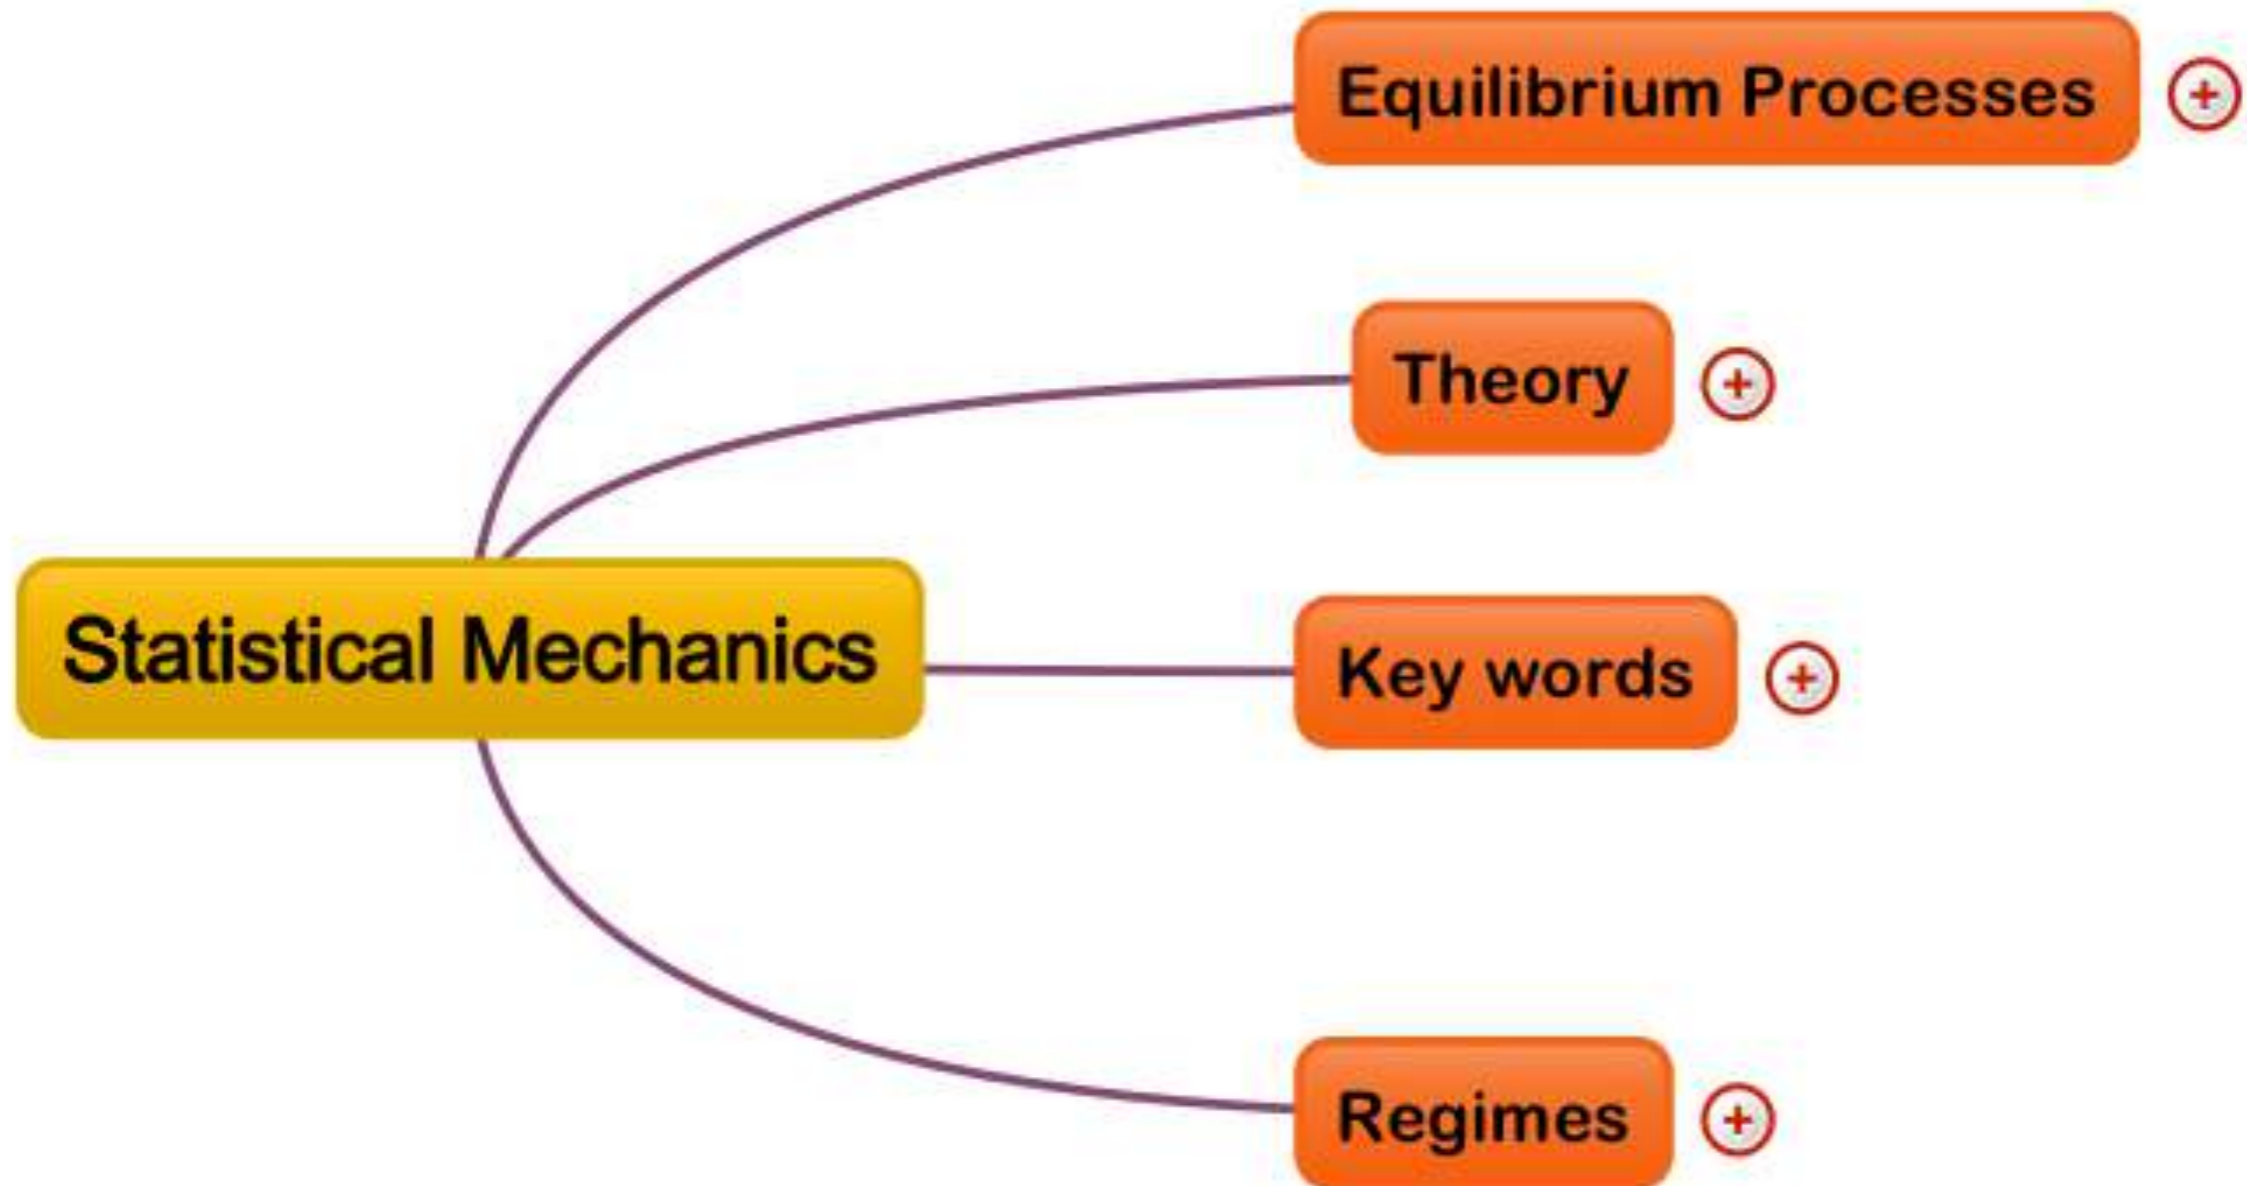 Equilibrium Processes
Theory
Statistical Mechanics
Key words
Regimes